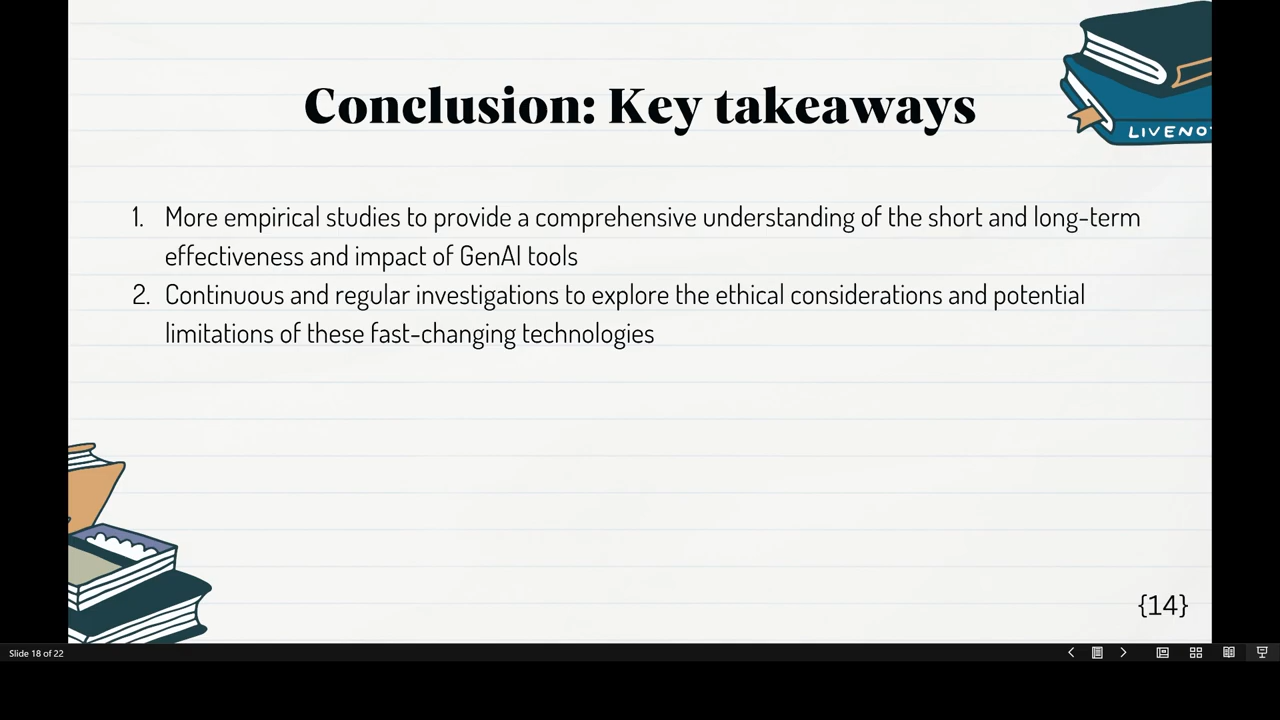 Conclusion: Key takeaways
LIVENO
1. More empirical studies to provide a comprehensive understanding of the short and long-term
effectiveness and impact of GenAI tools
2. Continuous and regular investigations to explore the ethical considerations and potential
limitations of these fast-changing technologies
{14}
Slide 18 of 22